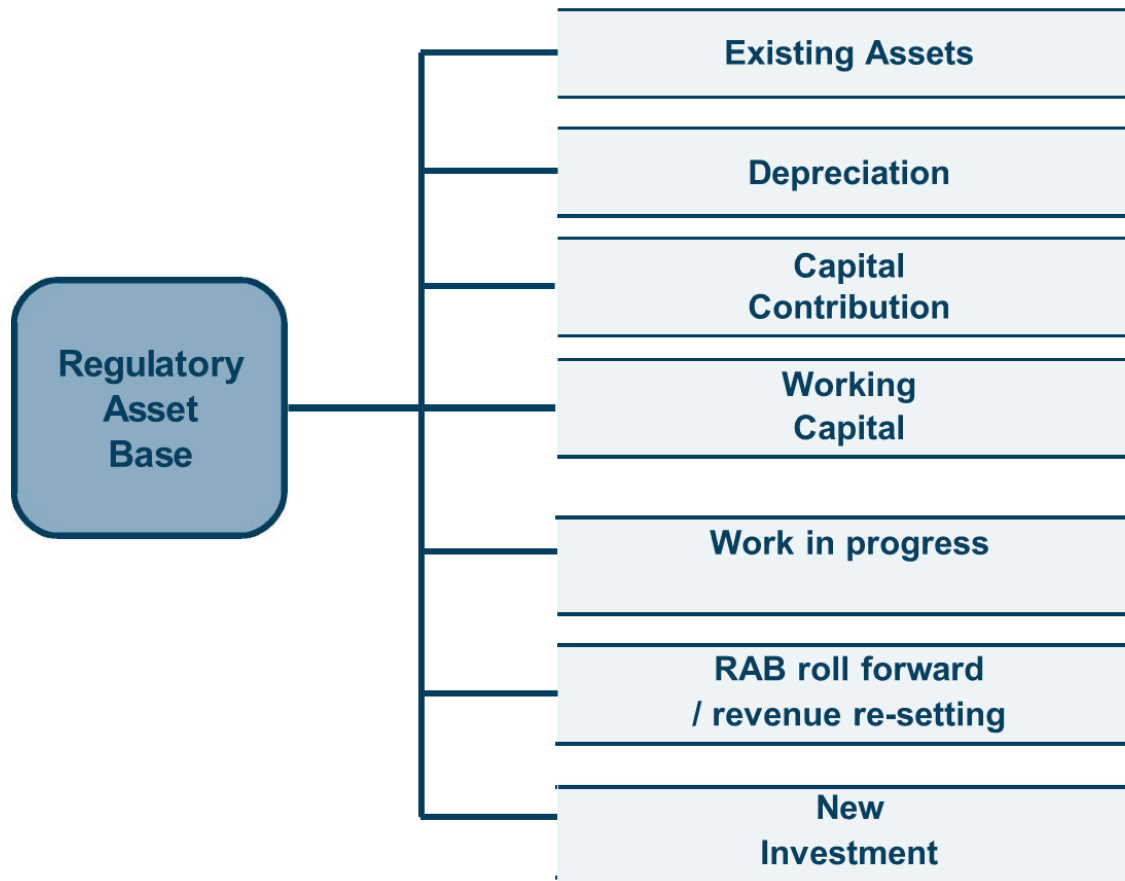 Regulatory
Asset
Base
Existing Assets
Depreciation
Capital
Contribution
Working
Capital
Work in progress
RAB roll forward
/ revenue re-setting
New
Investment